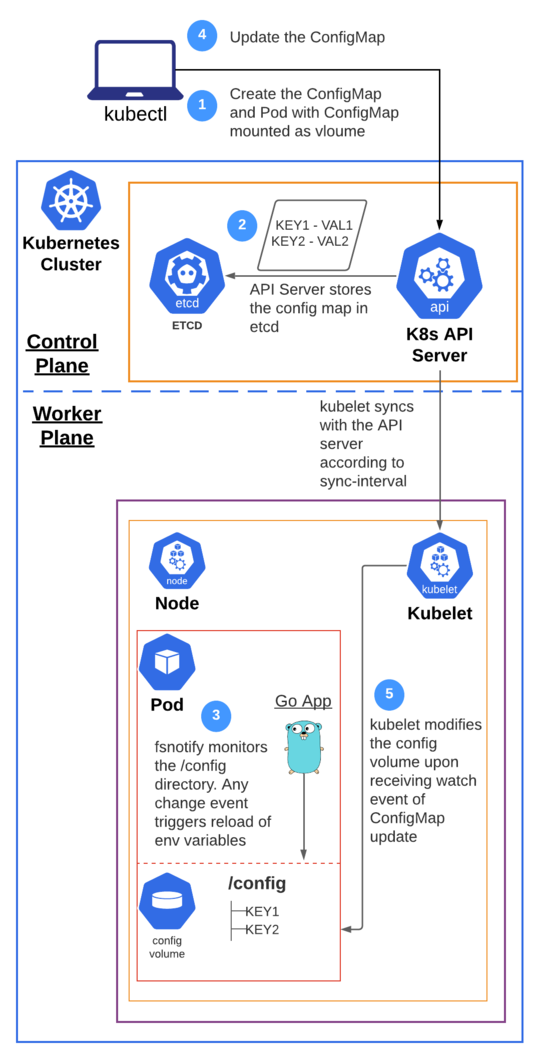 4
Update the ConfigMap
kubectl
1
Create the ConfigMap
and Pod with ConfigMap
mounted as vloume
Kubernetes
Cluster
2
KEY1 - VAL1
KEY2 - VAL2
etcd
ETCD
API Server stores
the config map in
etcd
api
K8s API
Server
Control
Plane
Worker
Plane
kubelet syncs
with the API
server
according to
sync-interval
node
Node
kubelet
Kubelet
Pod
3
Go App
fsnotify monitors
the /config
directory. Any
change event
triggers reload of
env variables
5
kubelet modifies
the config
volume upon
receiving watch
event of
ConfigMap
update
config
volume
/config
KEY1
KEY2